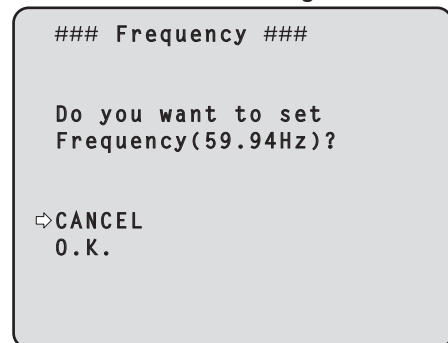 ### Frequency ###
Do you want to set
Frequency(59.94Hz)?
⇨CANCEL
O.K.